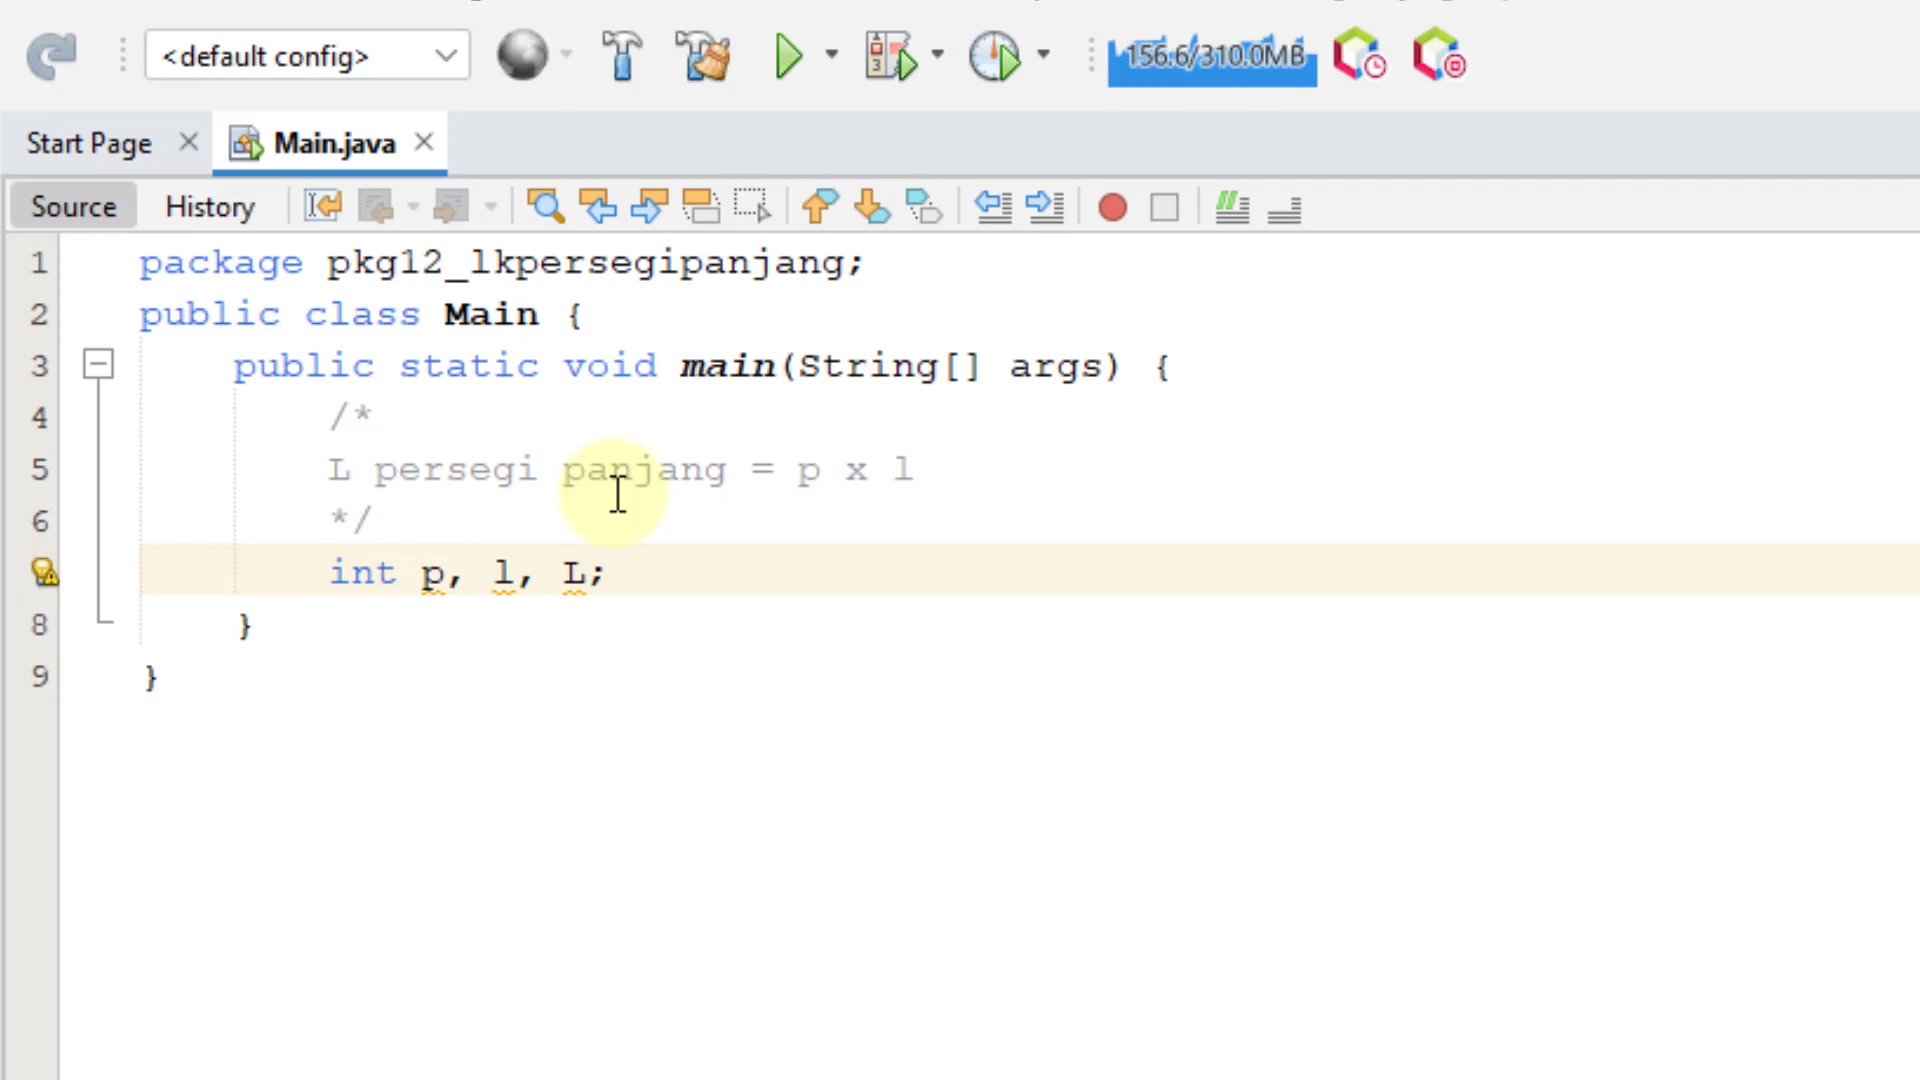 <default config>
156.6/310.0MB
Start Page
Main.java
Source History
1 package pkg12_lkpersegipanjang;
2 public class Main {
3 public static void main(String[] args) {
4 /*
5 L persegi panjang = p x l
6 */
int p, l, L;
8 }
9 }